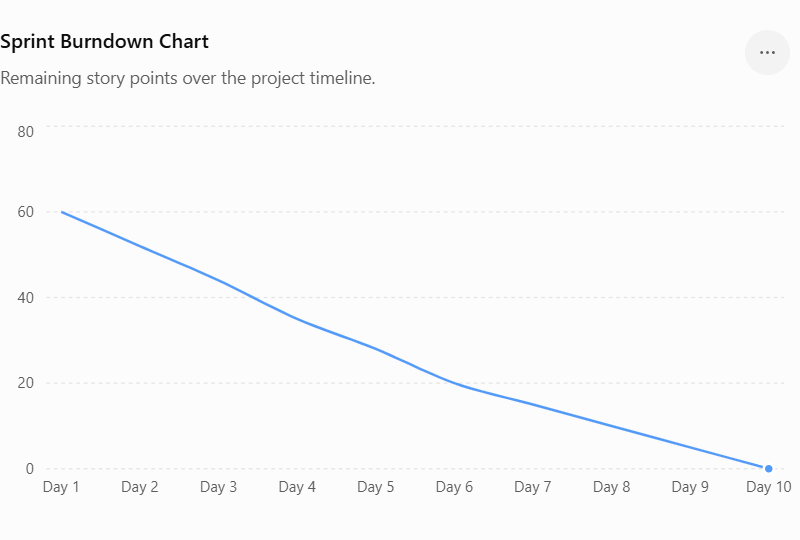 Sprint Burndown Chart
Remaining story points over the project timeline.
80
60
40
20
0
Day 1 Day 2 Day 3 Day 4 Day 5 Day 6 Day 7 Day 8 Day 9 Day 10